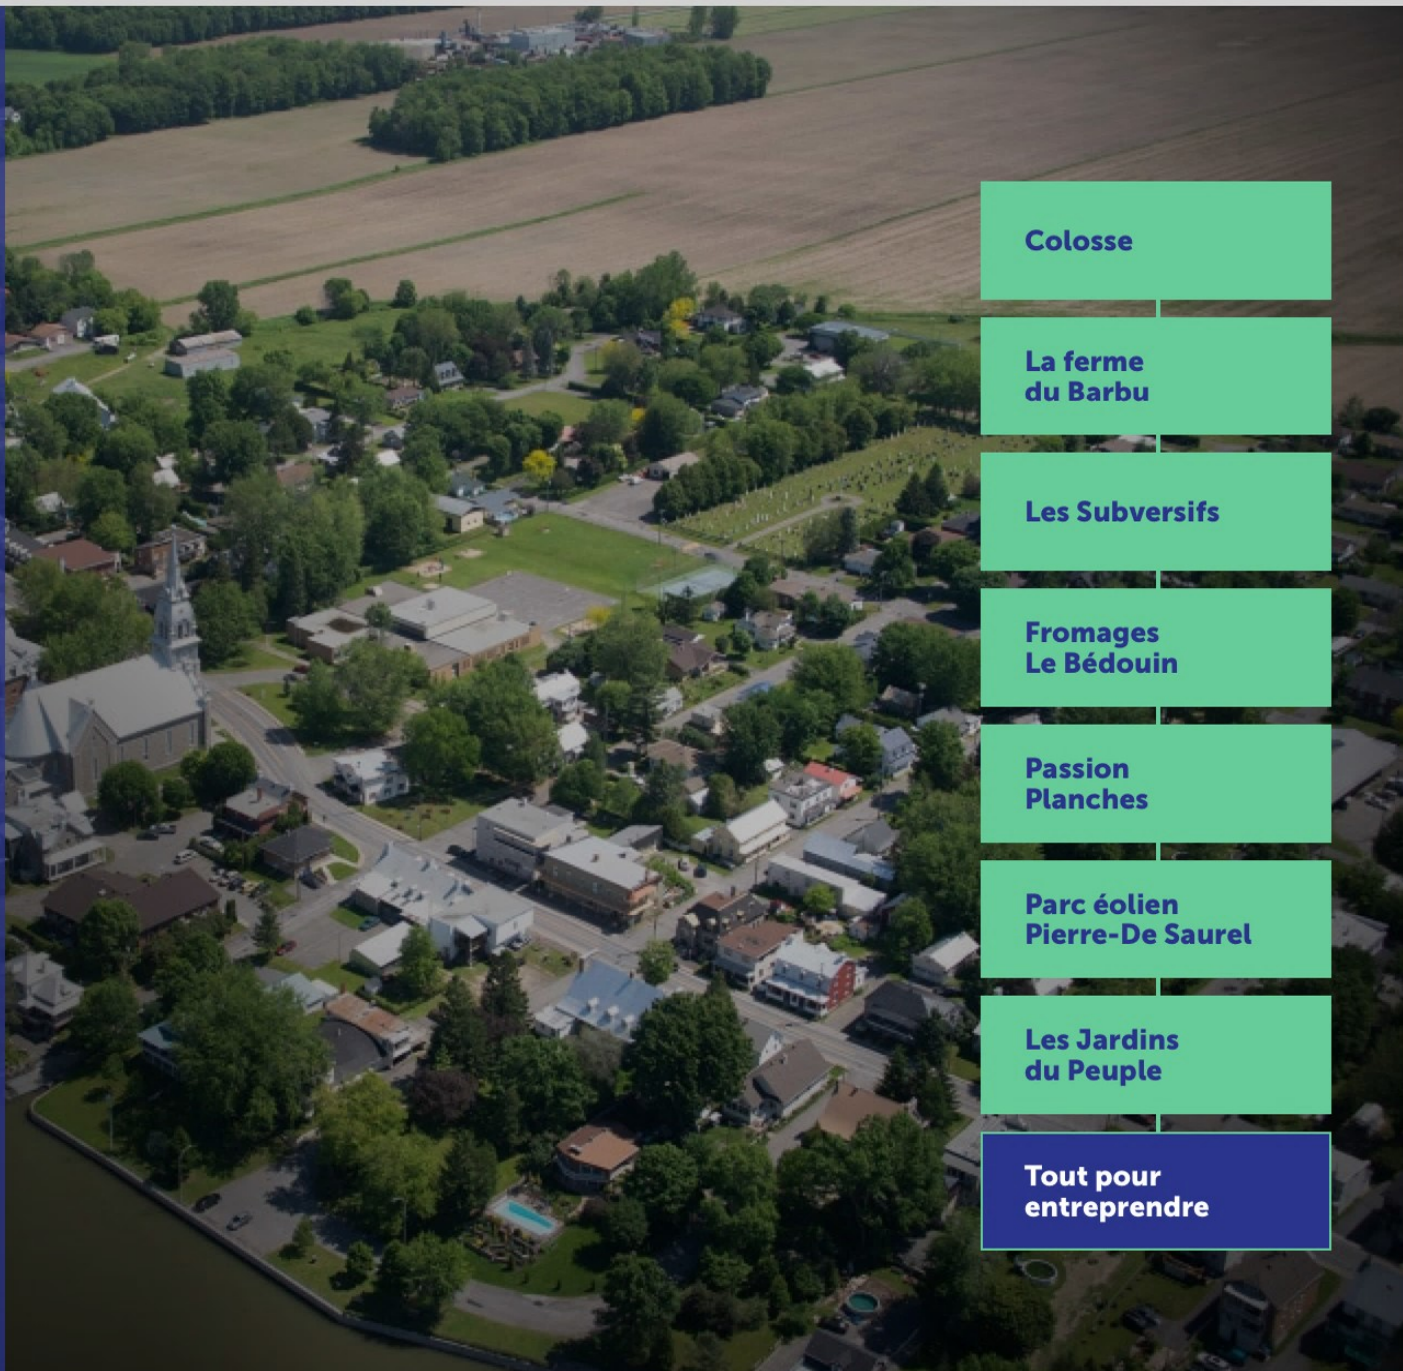 Colosse
La ferme
du Barbu
Les Subversifs
Fromages
Le Bédouin
Passion
Planches
Parc éolien
Pierre-De Saurel
Les Jardins
du Peuple
Tout pour
entreprendre